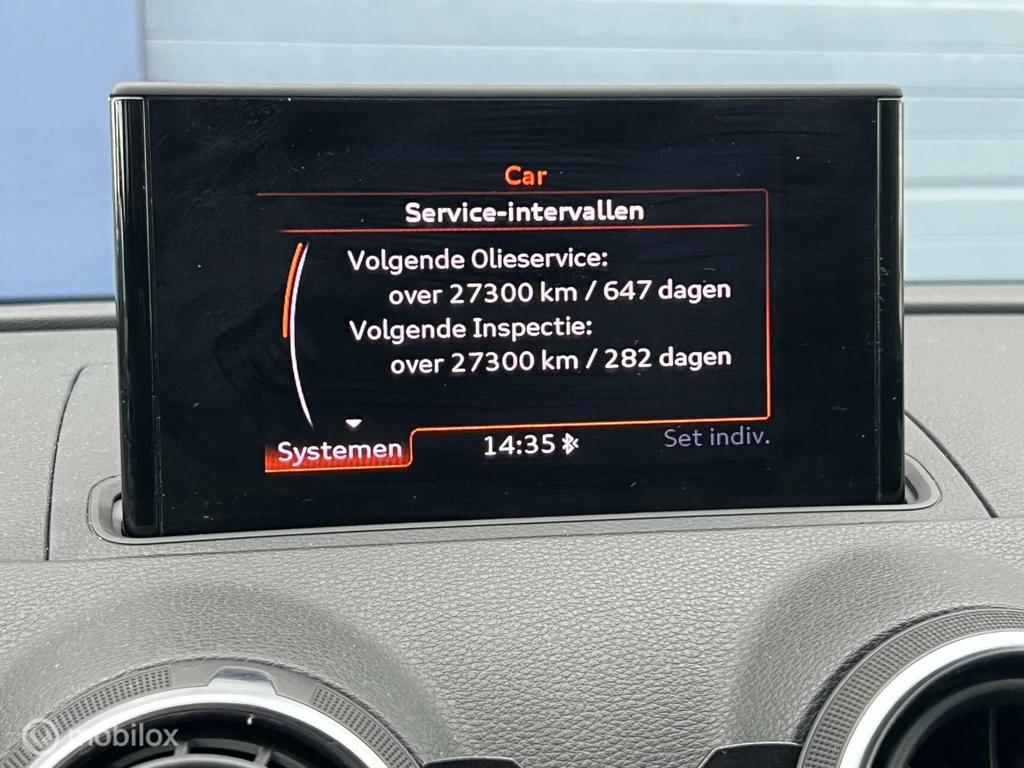 Car
Service-intervallen
Volgende Olieservice:
over 27300 km / 647 dagen
Volgende Inspectie:
over 27300 km / 282 dagen
Systemen
14:35
Set indiv.
mobilox